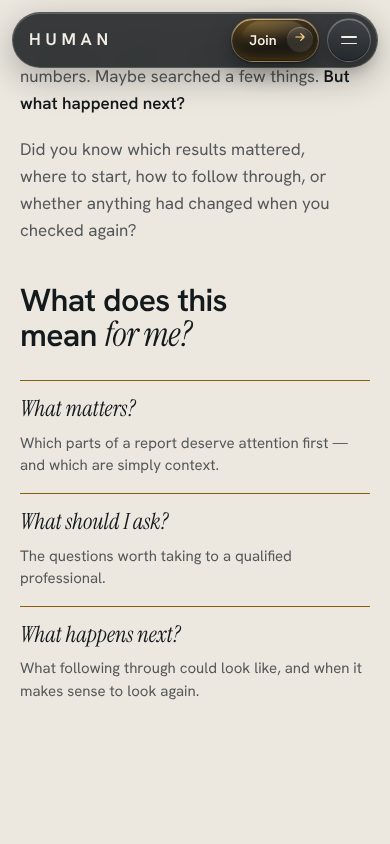 HUMAN
Join
numbers. Maybe searched a few things. But
what happened next?
Did you know which results mattered,
where to start, how to follow through, or
whether anything had changed when you
checked again?
What does this
mean for me?
What matters?
Which parts of a report deserve attention first —
and which are simply context.
What should I ask?
The questions worth taking to a qualified
professional.
What happens next?
What following through could look like, and when it
makes sense to look again.